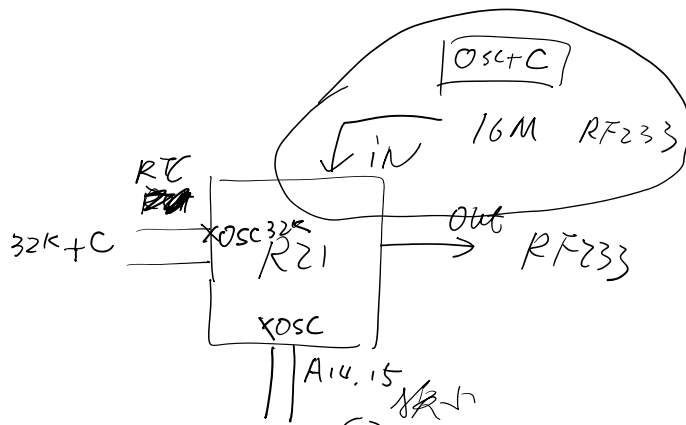 OSC+C
16M RF233
iN
RTC
32K+C
XOSC32K
R21
OUt
RF233
XOSC
A14.15